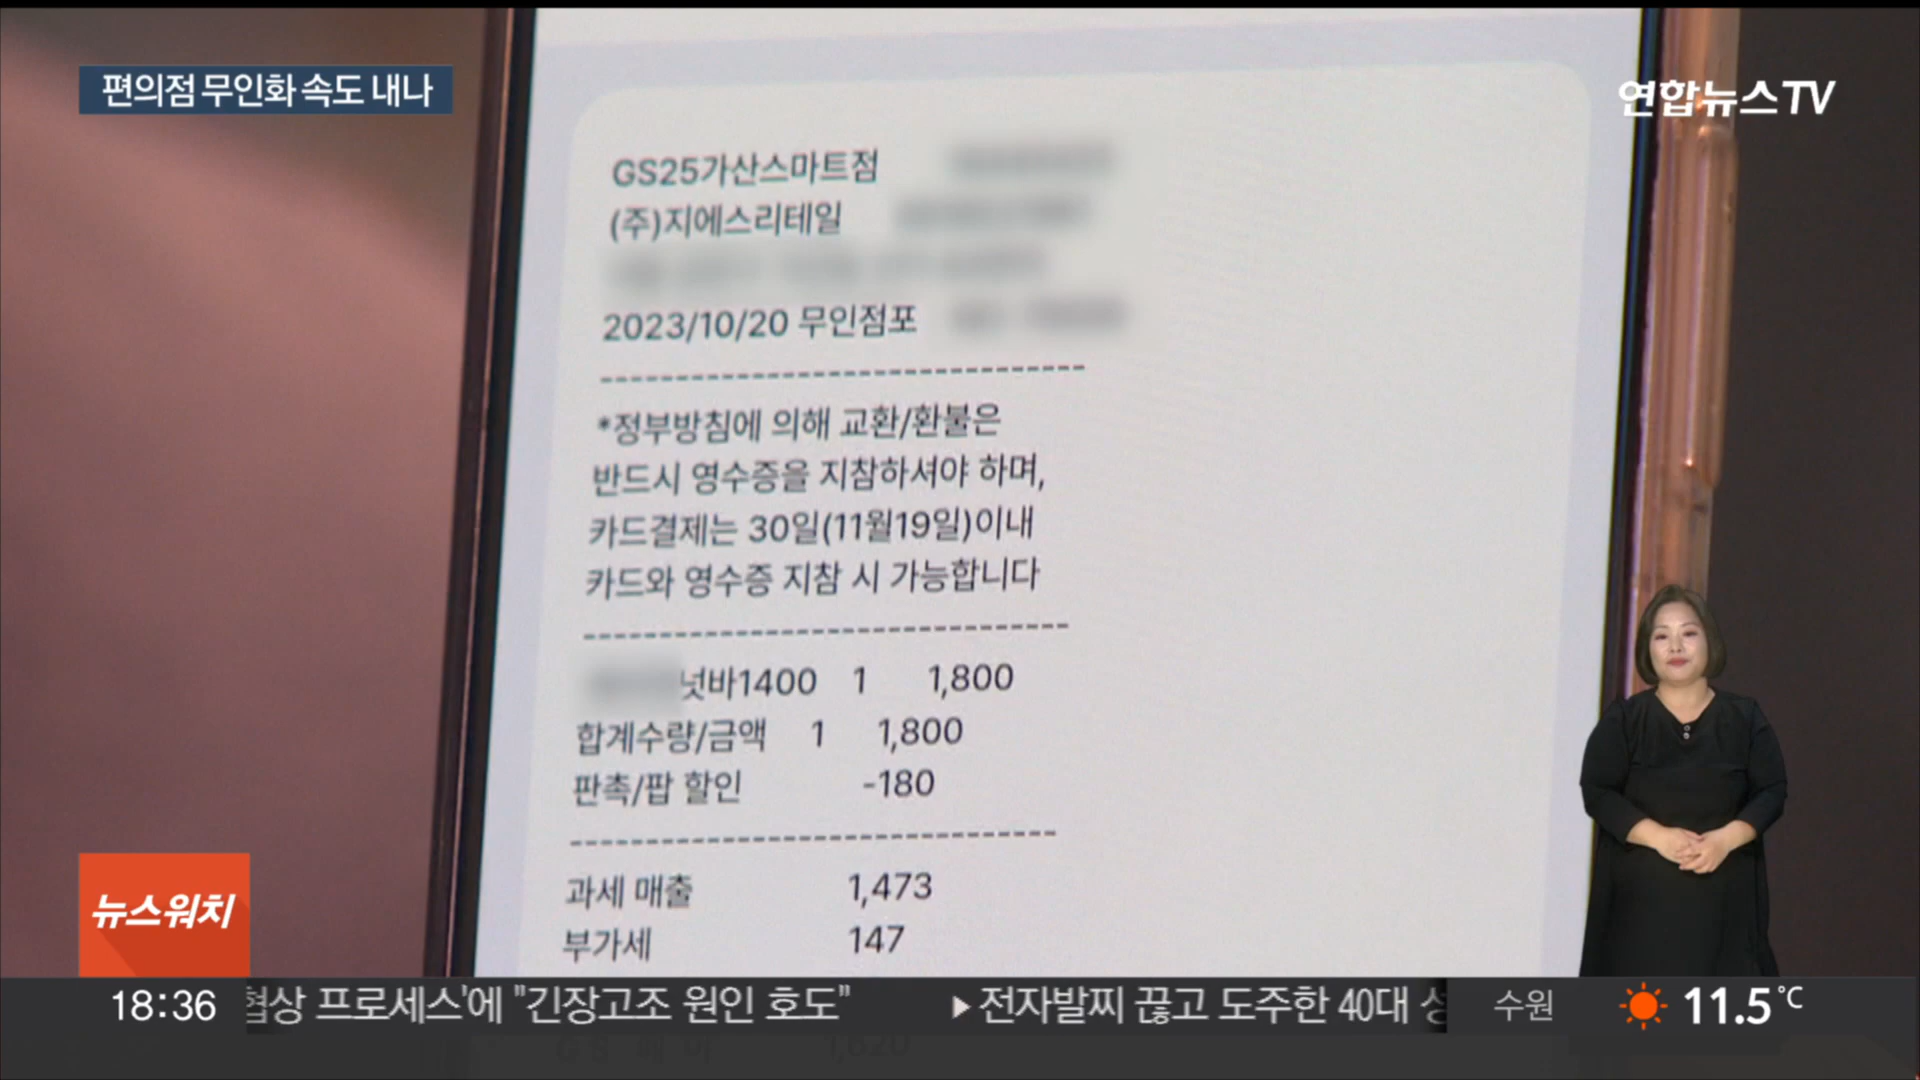 편의점 무인화 속도 내나
연합뉴스TV
GS25가산스마트점
(주)지에스리테일
2023/10/20 무인점포
-------------------------------
*정부방침에 의해 교환/환불은
반드시 영수증을 지참하셔야 하며,
카드결제는 30일(11월19일)이내
카드와 영수증 지참 시 가능합니다
-------------------------------
넛바1400 1 1,800
합계수량/금액 1 1,800
판촉/팝 할인 -180
-------------------------------
과세 매출 1,473
부가세 147
뉴스워치
18:36 협상 프로세스'에 "긴장고조 원인 호도" ▶전자발찌 끊고 도주한 40대 수원 11.5℃
GS 페이 1,620